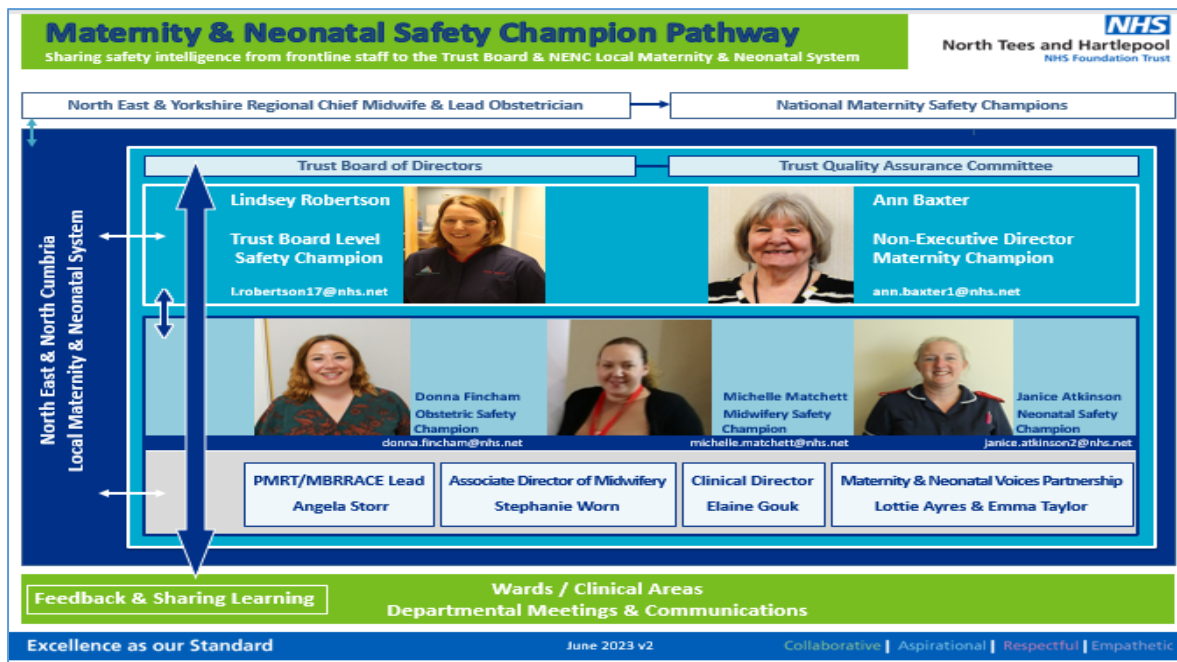 Maternity & Neonatal Safety Champion Pathway
Sharing safety intelligence from frontline staff to the Trust Board & NENC Local Maternity & Neonatal System
NHS
North Tees and Hartlepool
NHS Foundation Trust
North East & Yorkshire Regional Chief Midwife & Lead Obstetrician
National Maternity Safety Champions
North East & North Cumbria
Local Maternity & Neonatal System
Trust Board of Directors
Trust Quality Assurance Committee
Lindsey Robertson
Trust Board Level
Safety Champion
l.robertson17@nhs.net
Ann Baxter
Non-Executive Director
Maternity Champion
ann.baxter1@nhs.net
Donna Fincham
Obstetric Safety
Champion
donna.fincham@nhs.net
Michelle Matchett
Midwifery Safety
Champion
michelle.matchett@nhs.net
Janice Atkinson
Neonatal Safety
Champion
janice.atkinson2@nhs.net
PMRT/MBRRACE Lead
Angela Storr
Associate Director of Midwifery
Stephanie Worn
Clinical Director
Elaine Gouk
Maternity & Neonatal Voices Partnership
Lottie Ayres & Emma Taylor
Feedback & Sharing Learning
Wards / Clinical Areas
Departmental Meetings & Communications
Excellence as our Standard
June 2023 v2
Collaborative | Aspirational | Respectful | Empathetic